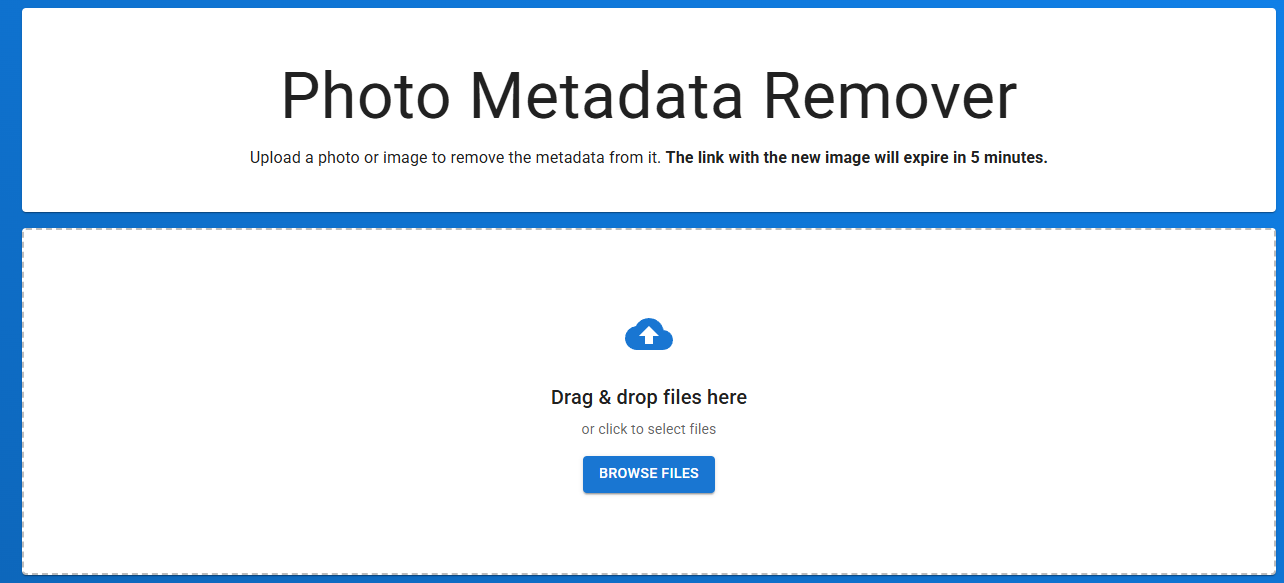 Photo Metadata Remover
Upload a photo or image to remove the metadata from it. The link with the new image will expire in 5 minutes.
Drag & drop files here
or click to select files
BROWSE FILES